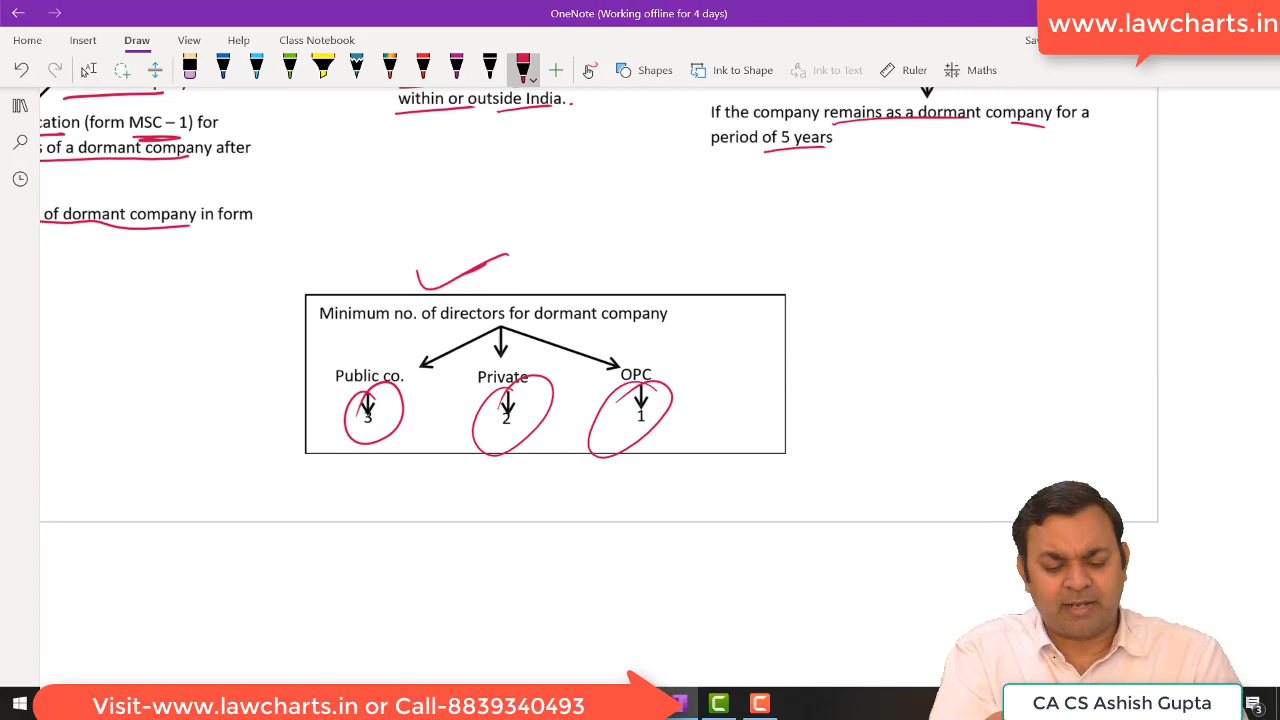 OneNote (Working offline for 4 days)
www.lawcharts.in
Home Insert Draw View Help Class Notebook
Shapes Ink to Shape Ink to Text Ruler Maths
within or outside India.
If the company remains as a dormant company for a
period of 5 years
cation (form MSC – 1) for
s of a dormant company after
of dormant company in form
Minimum no. of directors for dormant company
Public co. Private OPC
3 2 1
Visit-www.lawcharts.in or Call-8839340493
CA CS Ashish Gupta
3